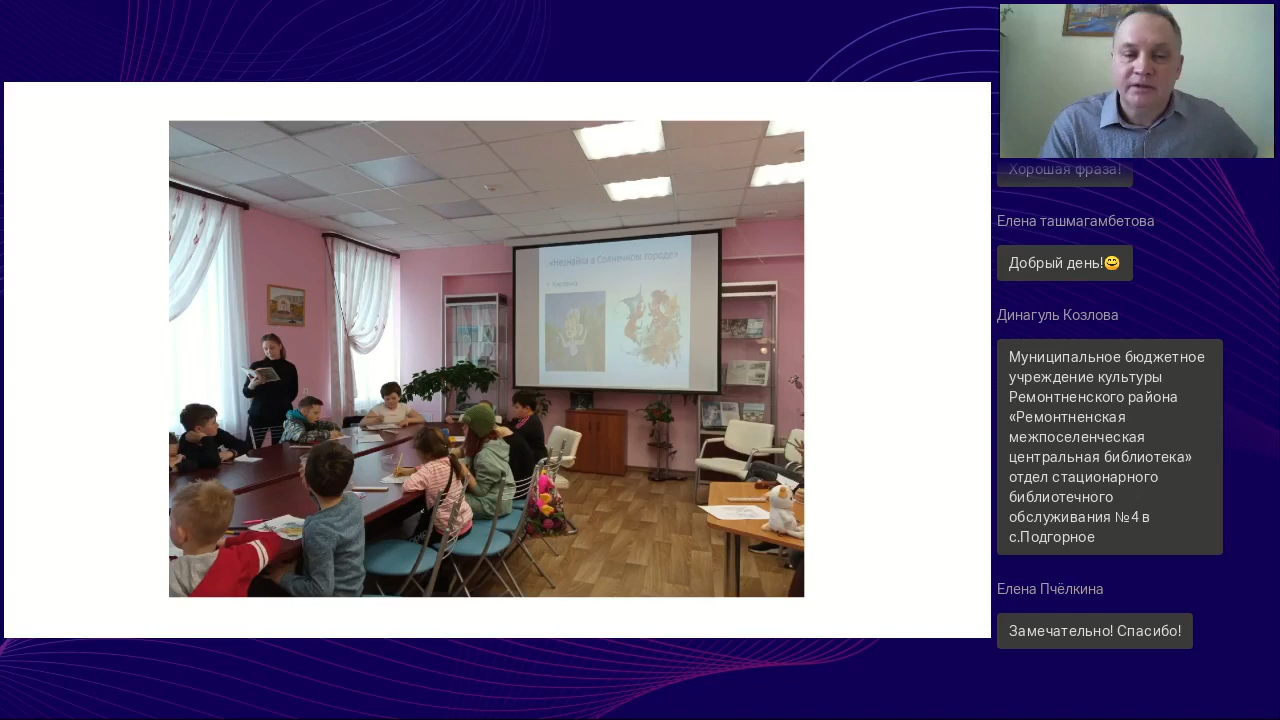 «Незнайка в Солнечном городе»
Хорошая фраза!
Елена ташмагамбетова
Добрый день!😊
Динагуль Козлова
Муниципальное бюджетное
учреждение культуры
Ремонтненского района
«Ремонтненская
межпоселенческая
центральная библиотека»
отдел стационарного
библиотечного
обслуживания №4 в
с.Подгорное
Елена Пчёлкина
Замечательно! Спасибо!